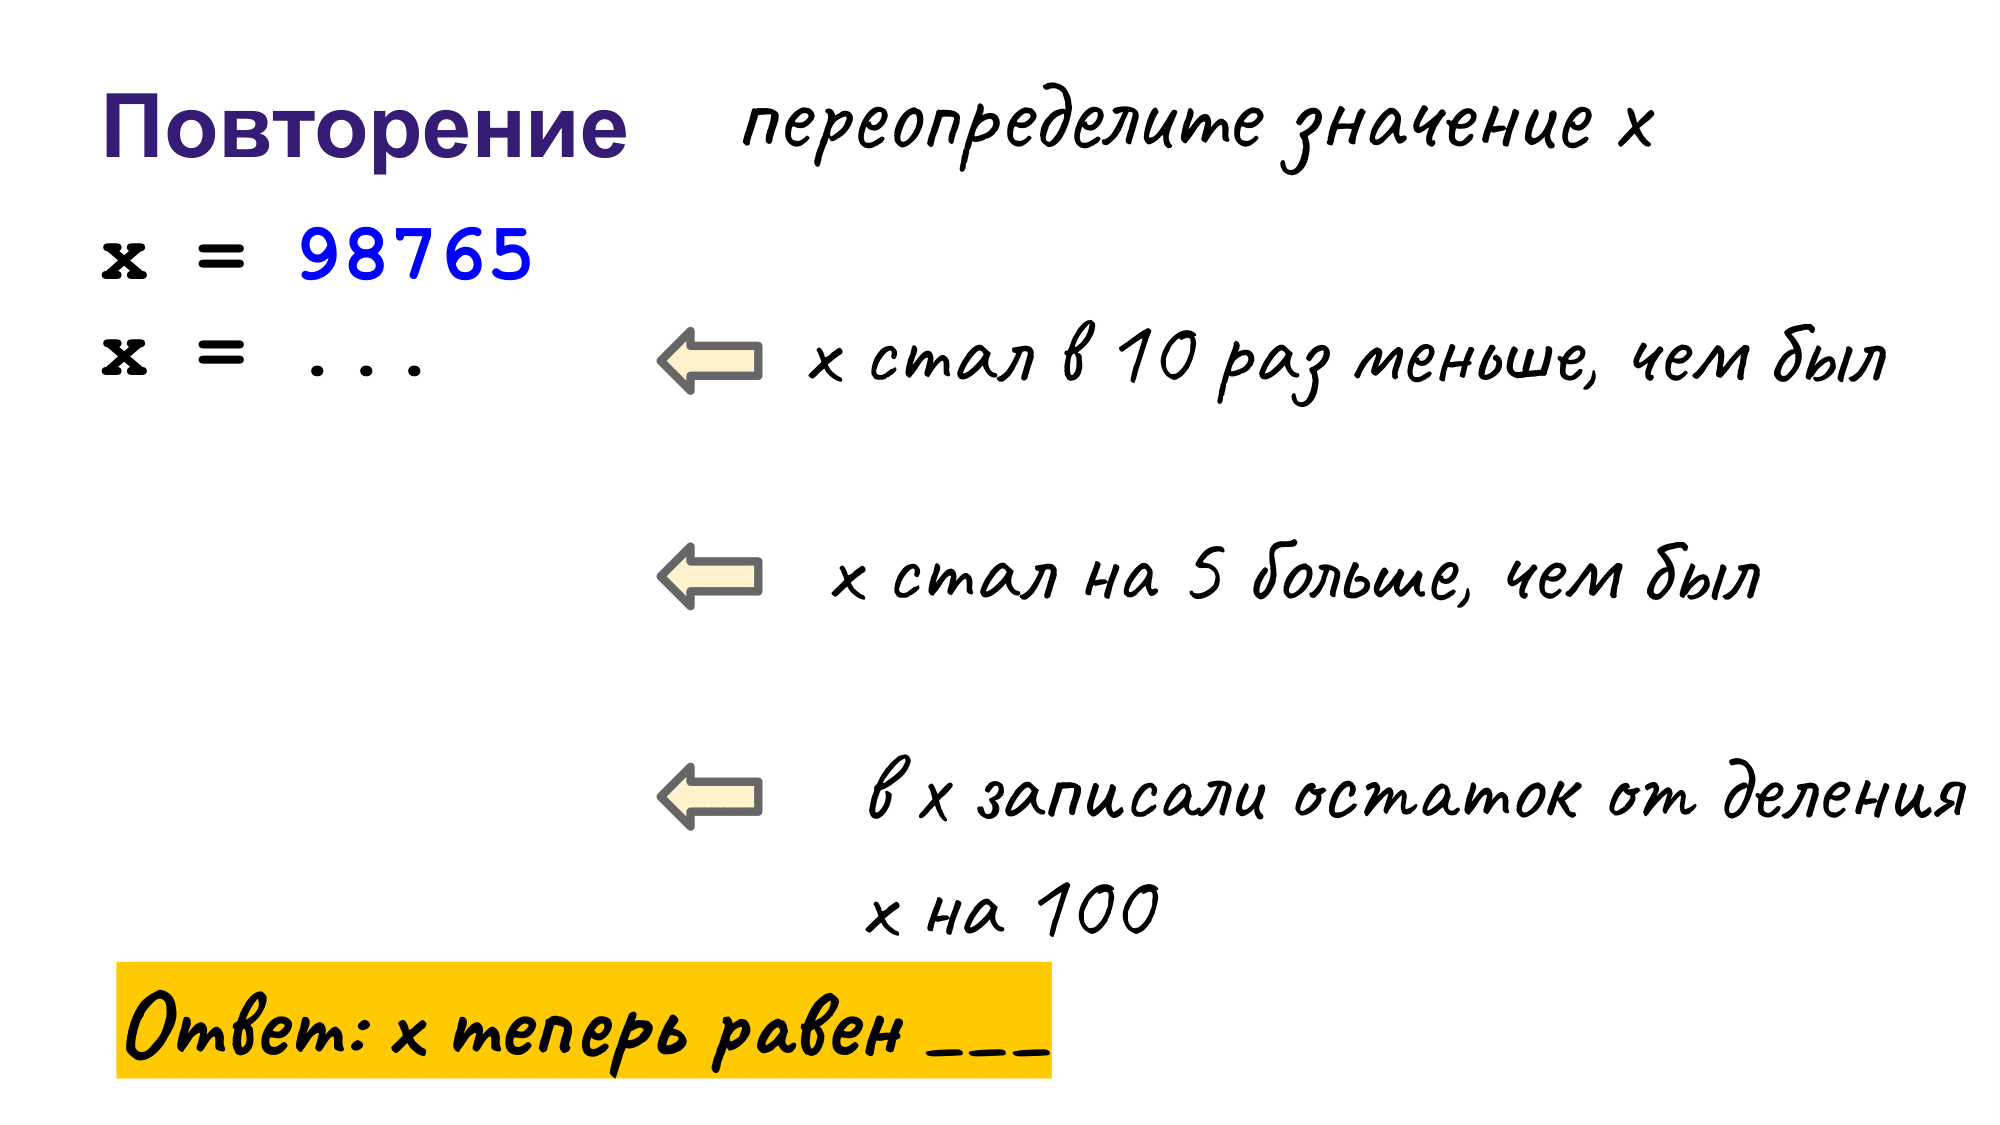 Повторение
переопределите значение x
x = 98765
x = ...
x стал в 10 раз меньше, чем был
x стал на 5 больше, чем был
в x записали остаток от деления
x на 100
Ответ: x теперь равен ___